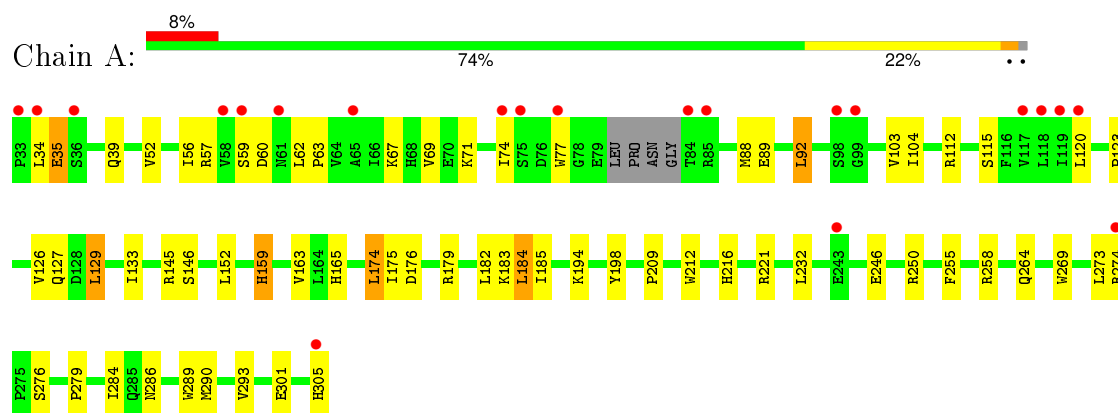 8%
Chain A:
74% 22% • •
P33 L34 E35 S36 Q39 V52 I56 R57 V58 S59 D60 N61 L62 P63 V64 A65 I66 K67 H68 V69 E70 K71 I74 S75 D76 W77 G78 E79 LEU PRO ASN GLY T84 R85 M88 E89 L92 S98 G99 V103 I104 R112 S115 F116 V117 L118 I119 L120
V126 Q127 D128 L129 I133 R145 S146 L152 H159 V163 L164 H165 L174 I175 D176 R179 L182 K183 L184 I185 K194 Y198 P209 W212 H216 R221 L232 E243 E246 R250 F255 R258 Q264 W269 L273
P275 S276 P279 I284 Q285 N286 W289 M290 V293 E301 H305